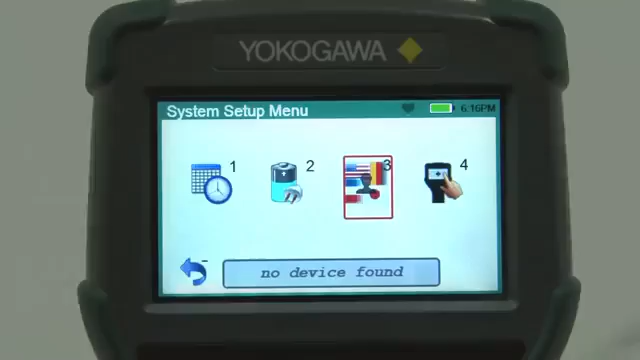 YOKOGAWA
System Setup Menu
6:16PM
1
2
3
4
no device found